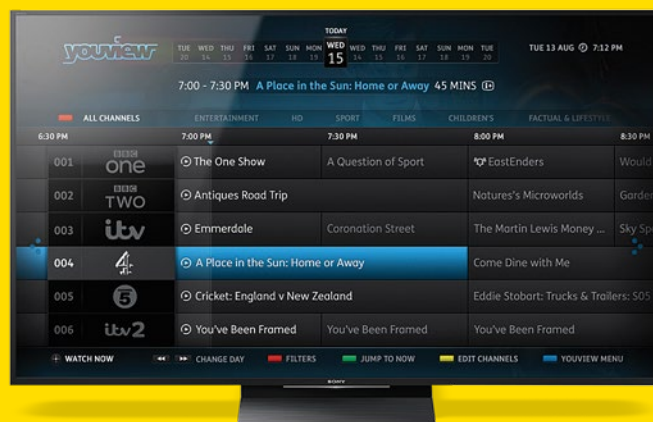 TODAY
youview
TUE WED THU FRI SAT SUN MON WED WED THU FRI SAT SUN MON TUE
20 14 15 16 17 18 19 15 14 15 16 17 18 19 20
TUE 13 AUG 7:12 PM
7:00 - 7:30 PM A Place in the Sun: Home or Away 45 MINS
ALL CHANNELS ENTERTAINMENT HD SPORT FILMS CHILDREN'S FACTUAL & LIFESTYLE
6:30 PM 7:00 PM 7:30 PM 8:00 PM 8:30 PM
001 BBC one The One Show A Question of Sport EastEnders Would
002 BBC TWO Antiques Road Trip Natures's Microworlds Garden
003 itv Emmerdale Coronation Street The Martin Lewis Money ... Sky Sp
004 4 A Place in the Sun: Home or Away Come Dine with Me
005 5 Cricket: England v New Zealand Eddie Stobart: Trucks & Trailers: S05
006 itv2 You've Been Framed You've Been Framed You've Been Framed
WATCH NOW CHANGE DAY FILTERS JUMP TO NOW EDIT CHANNELS YOUVIEW MENU
SONY